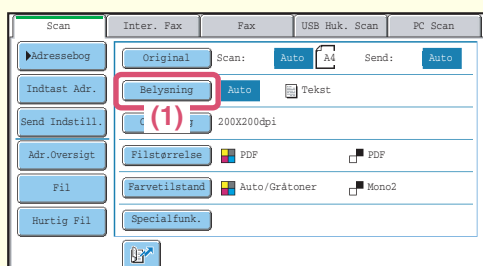 Scan Inter. Fax Fax USB Huk. Scan PC Scan
Adressebog Original Scan: Auto A4 Send: Auto
Indtast Adr. Belysning Auto Tekst
Send Indstill. (1) 200X200dpi
Adr.Oversigt Filstørrelse PDF PDF
Fil Farvetilstand Auto/Gråtoner Mono2
Hurtig Fil Specialfunk.